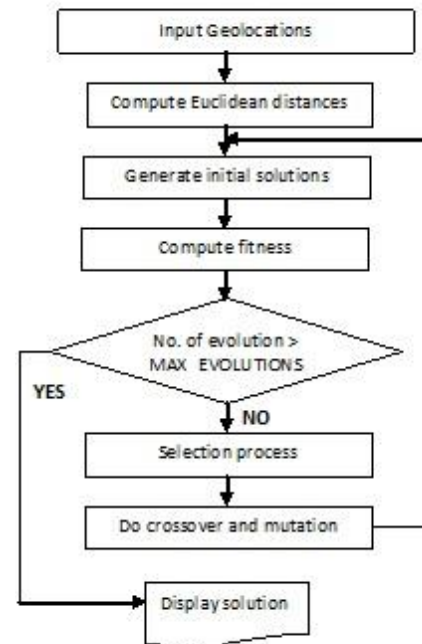 Input Geolocations
Compute Euclidean distances
Generate initial solutions
Compute fitness
No. of evolution >
MAX EVOLUTIONS
YES
NO
Selection process
Do crossover and mutation
Display solution